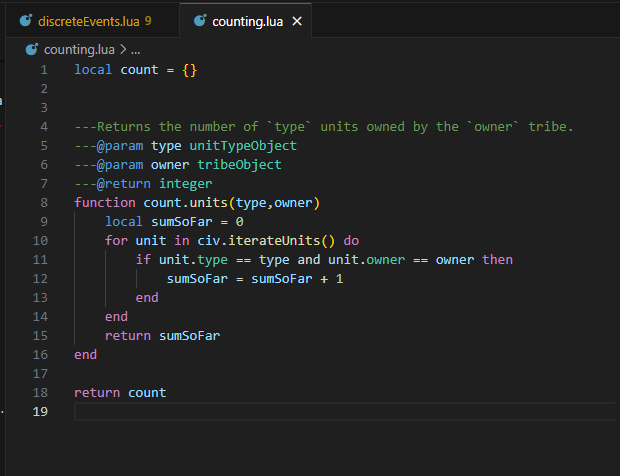 discreteEvents.lua 9 counting.lua ×
counting.lua > ...
1 local count = {}
2
3
4 ---Returns the number of `type` units owned by the `owner` tribe.
5 ---@param type unitTypeObject
6 ---@param owner tribeObject
7 ---@return integer
8 function count.units(type,owner)
9     local sumSoFar = 0
10     for unit in civ.iterateUnits() do
11         if unit.type == type and unit.owner == owner then
12             sumSoFar = sumSoFar + 1
13         end
14     end
15     return sumSoFar
16 end
17
18 return count
19